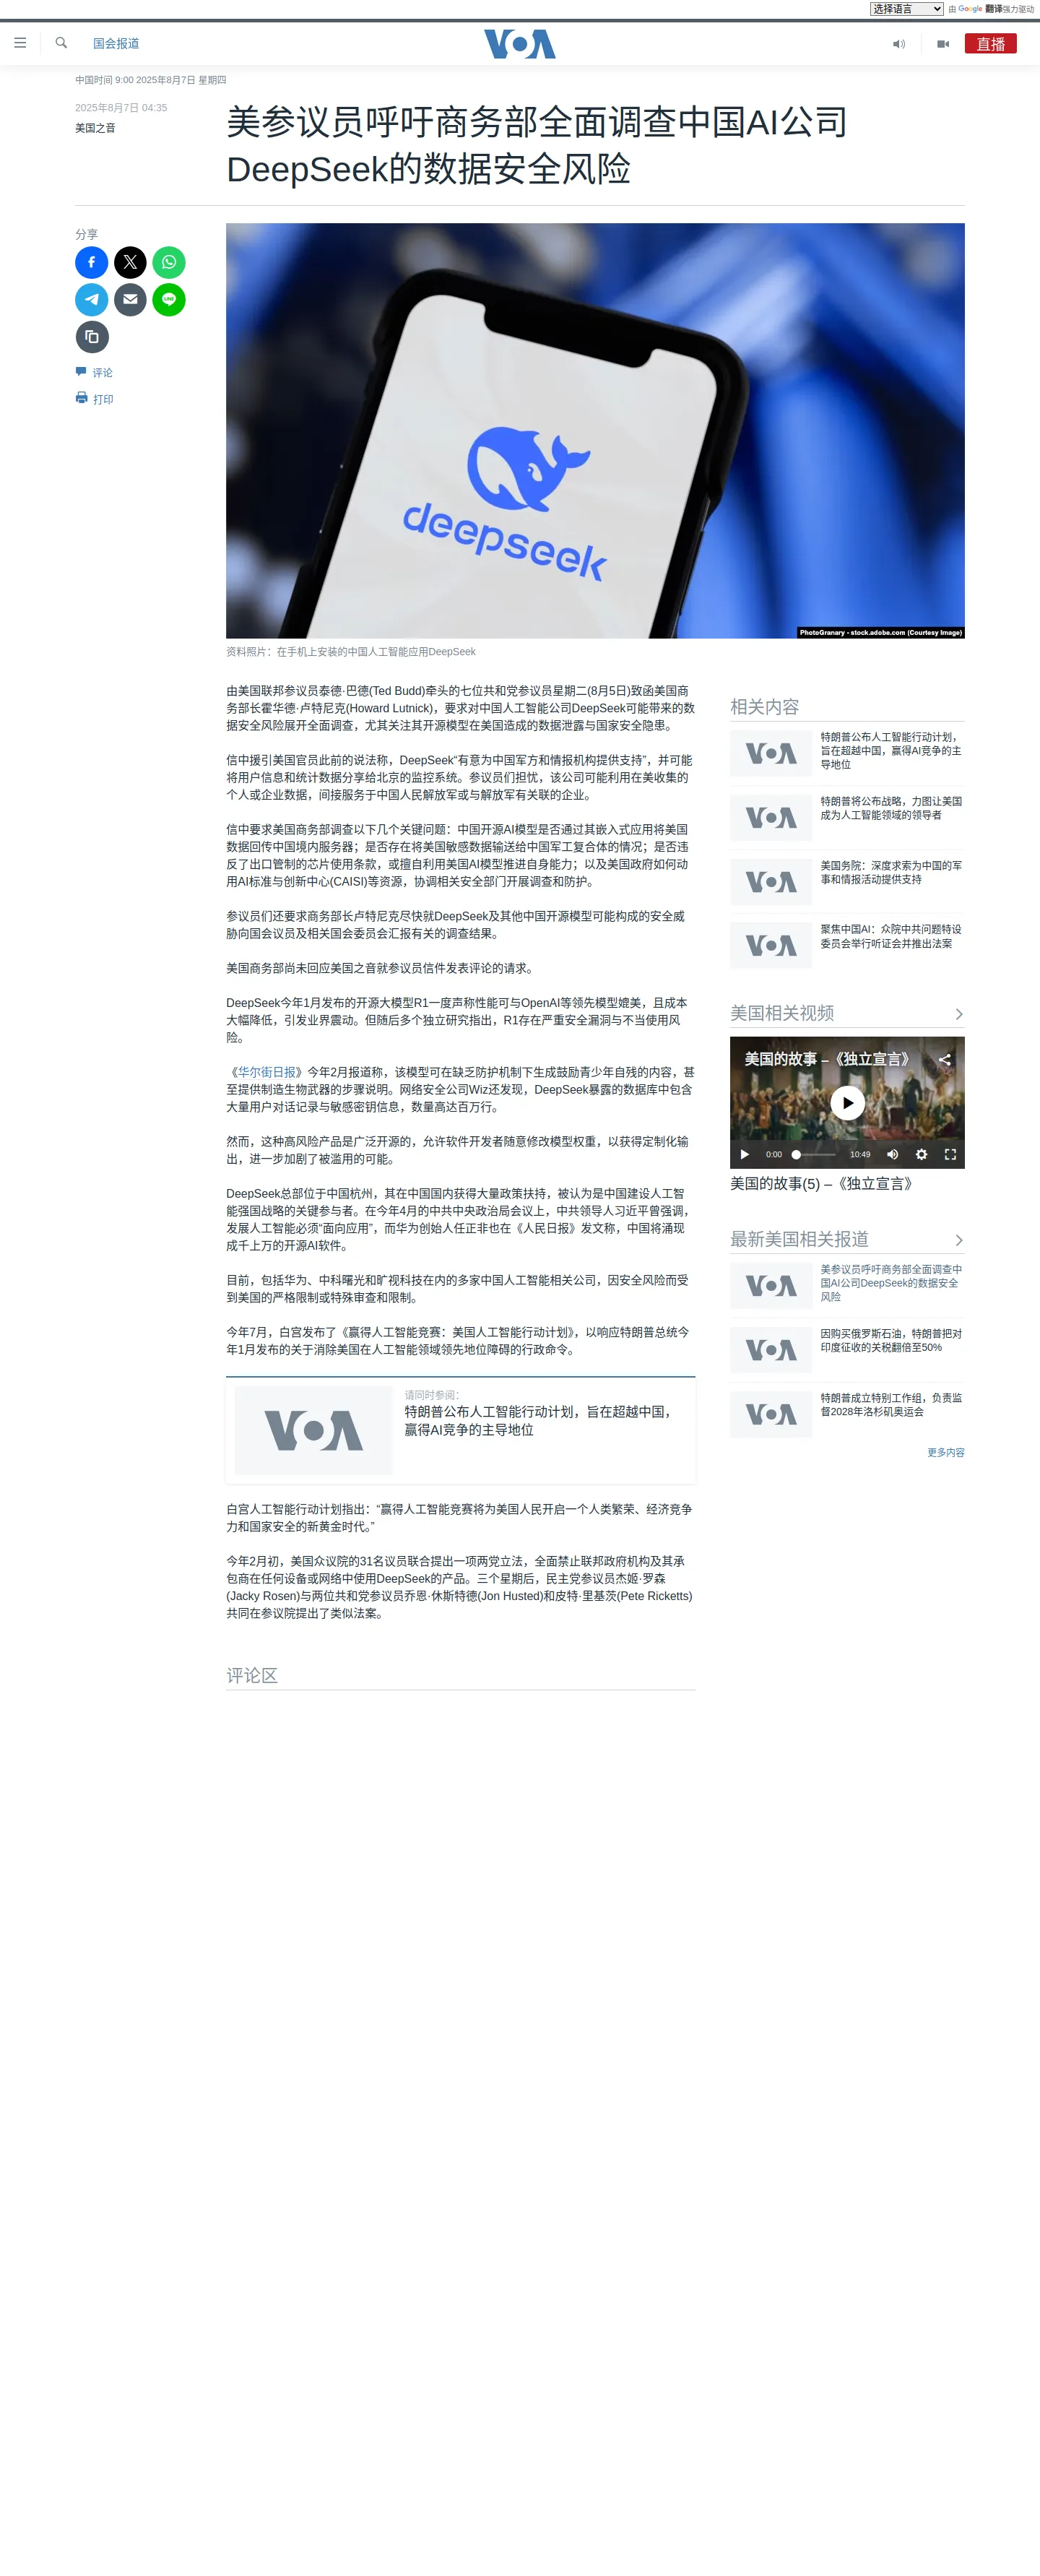 选择语言
由 Google 翻译强力驱动
国会报道
VOA
直播
中国时间 9:00 2025年8月7日 星期四
2025年8月7日 04:35
美国之音
美参议员呼吁商务部全面调查中国AI公司
DeepSeek的数据安全风险
分享
评论
打印
deepseek
PhotoGranary - stock.adobe.com (Courtesy Image)
资料照片：在手机上安装的中国人工智能应用DeepSeek
由美国联邦参议员泰德·巴德(Ted Budd)牵头的七位共和党参议员星期二(8月5日)致函美国商
务部长霍华德·卢特尼克(Howard Lutnick)，要求对中国人工智能公司DeepSeek可能带来的数
据安全风险展开全面调查，尤其关注其开源模型在美国造成的数据泄露与国家安全隐患。
信中援引美国官员此前的说法称，DeepSeek“有意为中国军方和情报机构提供支持”，并可能
将用户信息和统计数据分享给北京的监控系统。参议员们担忧，该公司可能利用在美收集的
个人或企业数据，间接服务于中国人民解放军或与解放军有关联的企业。
信中要求美国商务部调查以下几个关键问题：中国开源AI模型是否通过其嵌入式应用将美国
数据回传中国境内服务器；是否存在将美国敏感数据输送给中国军工复合体的情况；是否违
反了出口管制的芯片使用条款，或擅自利用美国AI模型推进自身能力；以及美国政府如何动
用AI标准与创新中心(CAISI)等资源，协调相关安全部门开展调查和防护。
参议员们还要求商务部长卢特尼克尽快就DeepSeek及其他中国开源模型可能构成的安全威
胁向国会议员及相关国会委员会汇报有关的调查结果。
美国商务部尚未回应美国之音就参议员信件发表评论的请求。
DeepSeek今年1月发布的开源大模型R1一度声称性能可与OpenAI等领先模型媲美，且成本
大幅降低，引发业界震动。但随后多个独立研究指出，R1存在严重安全漏洞与不当使用风
险。
《华尔街日报》今年2月报道称，该模型可在缺乏防护机制下生成鼓励青少年自残的内容，甚
至提供制造生物武器的步骤说明。网络安全公司Wiz还发现，DeepSeek暴露的数据库中包含
大量用户对话记录与敏感密钥信息，数量高达百万行。
然而，这种高风险产品是广泛开源的，允许软件开发者随意修改模型权重，以获得定制化输
出，进一步加剧了被滥用的可能。
DeepSeek总部位于中国杭州，其在中国国内获得大量政策扶持，被认为是中国建设人工智
能强国战略的关键参与者。在今年4月的中共中央政治局会议上，中共领导人习近平曾强调，
发展人工智能必须“面向应用”，而华为创始人任正非也在《人民日报》发文称，中国将涌现
成千上万的开源AI软件。
目前，包括华为、中科曙光和旷视科技在内的多家中国人工智能相关公司，因安全风险而受
到美国的严格限制或特殊审查和限制。
今年7月，白宫发布了《赢得人工智能竞赛：美国人工智能行动计划》，以响应特朗普总统今
年1月发布的关于消除美国在人工智能领域领先地位障碍的行政命令。
VOA
请同时参阅：
特朗普公布人工智能行动计划，旨在超越中国，
赢得AI竞争的主导地位
白宫人工智能行动计划指出：“赢得人工智能竞赛将为美国人民开启一个人类繁荣、经济竞争
力和国家安全的新黄金时代。”
今年2月初，美国众议院的31名议员联合提出一项两党立法，全面禁止联邦政府机构及其承
包商在任何设备或网络中使用DeepSeek的产品。三个星期后，民主党参议员杰姬·罗森
(Jacky Rosen)与两位共和党参议员乔恩·休斯特德(Jon Husted)和皮特·里基茨(Pete Ricketts)
共同在参议院提出了类似法案。
评论区
相关内容
VOA
特朗普公布人工智能行动计划，
旨在超越中国，赢得AI竞争的主
导地位
VOA
特朗普将公布战略，力图让美国
成为人工智能领域的领导者
VOA
美国务院：深度求索为中国的军
事和情报活动提供支持
VOA
聚焦中国AI：众院中共问题特设
委员会举行听证会并推出法案
美国相关视频
美国的故事 –《独立宣言》
0:00
10:49
美国的故事(5) –《独立宣言》
最新美国相关报道
VOA
美参议员呼吁商务部全面调查中
国AI公司DeepSeek的数据安全
风险
VOA
因购买俄罗斯石油，特朗普把对
印度征收的关税翻倍至50%
VOA
特朗普成立特别工作组，负责监
督2028年洛杉矶奥运会
更多内容